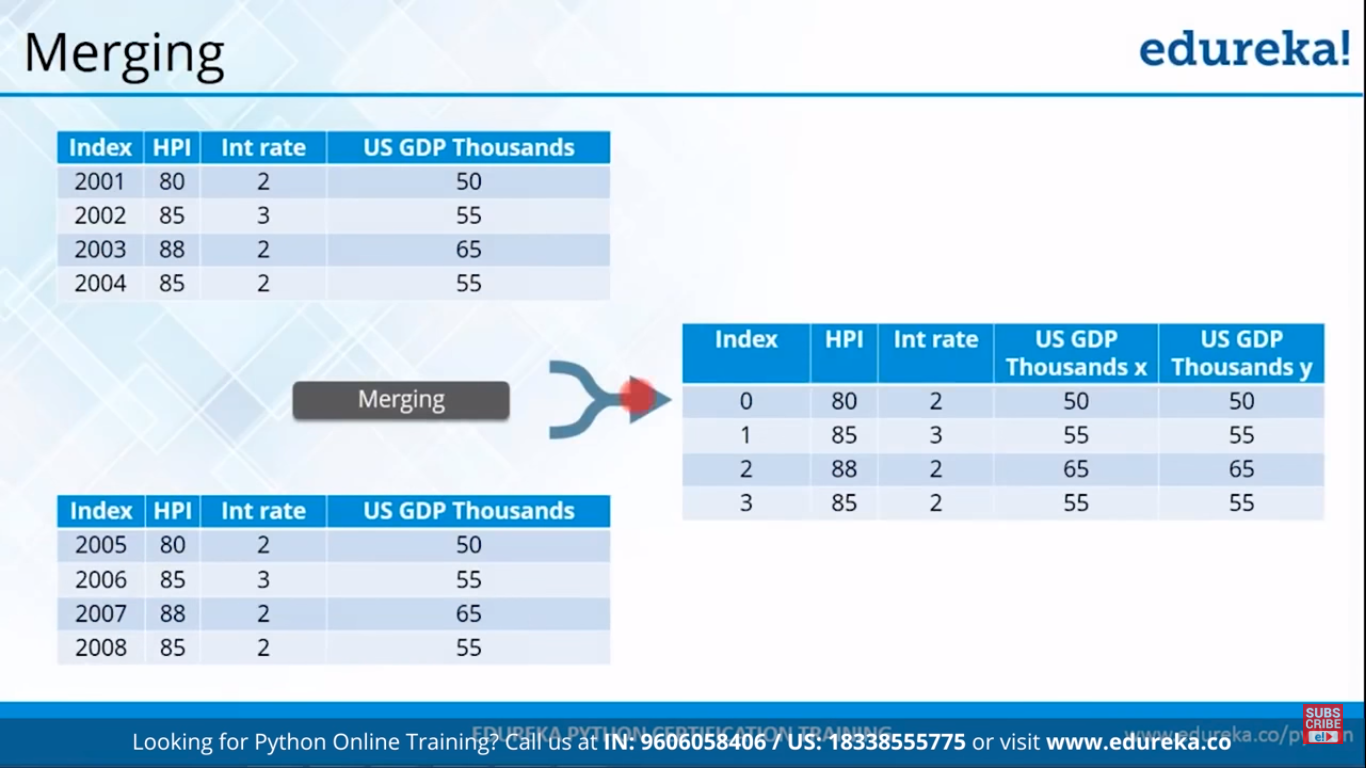 Merging
edureka!
Index HPI Int rate US GDP Thousands
2001 80 2 50
2002 85 3 55
2003 88 2 65
2004 85 2 55
Merging
Index HPI Int rate US GDP Thousands x US GDP Thousands y
0 80 2 50 50
1 85 3 55 55
2 88 2 65 65
3 85 2 55 55
Index HPI Int rate US GDP Thousands
2005 80 2 50
2006 85 3 55
2007 88 2 65
2008 85 2 55
SUBS
CRIBE
e!
EDUREKA PYTHON CERTIFICATION TRAINING
www.edureka.co/python
Looking for Python Online Training? Call us at IN: 9606058406 / US: 18338555775 or visit www.edureka.co